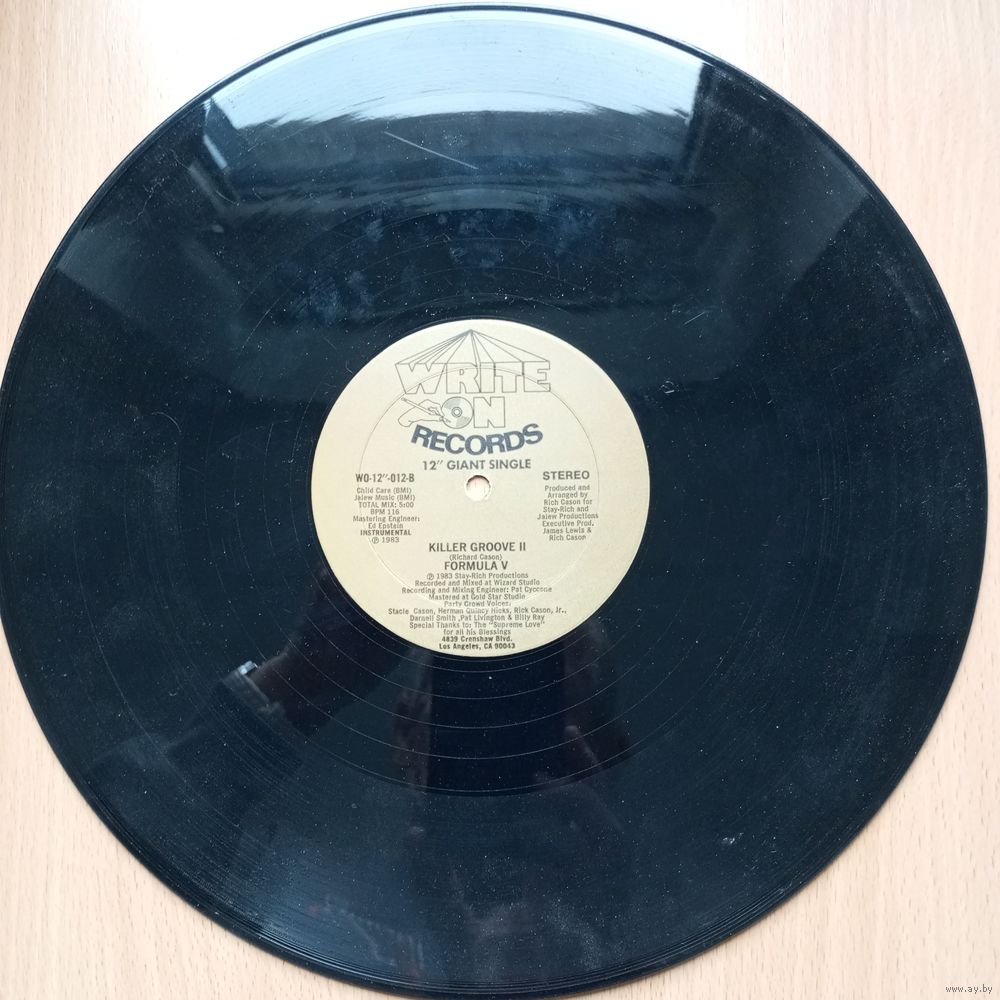 WRITE
ON
RECORDS
12" GIANT SINGLE
WO-12"-012-B
Child Care (BMI)
Jalew Music (BMI)
TOTAL MIX: 5:00
BPM 116
Mastering Engineer:
Ed Epstein
INSTRUMENTAL
℗ 1983
STEREO
Produced and
Arranged by
Rich Cason for
Stay-Rich and
Jalew Productions
Executive Prod.
James Lewis &
Rich Cason
KILLER GROOVE II
(Richard Cason)
FORMULA V
℗ 1983 Stay-Rich Productions
Recorded and Mixed at Wizard Studio
Recording and Mixing Engineer: Pat Cyccone
Mastered at Gold Star Studio
Party Crowd Voices:
Stacie Cason, Herman Quincy Hicks, Rick Cason, Jr.,
Darnell Smith ,Pat Livington & Billy Ray
Special Thanks to: The "Supreme Love"
for all his Blessings
4839 Crenshaw Blvd.
Los Angeles, CA 90043
www.ay.by